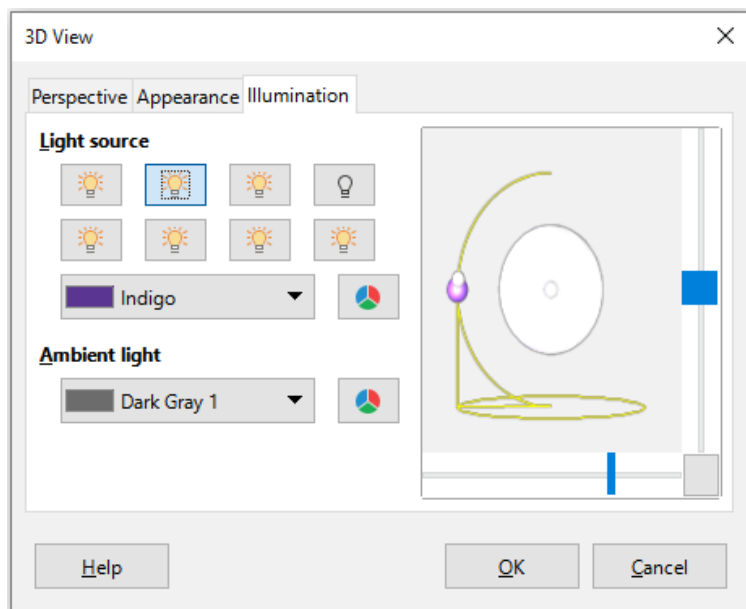 3D View
Perspective Appearance Illumination
Light source
Indigo
Ambient light
Dark Gray 1
Help OK Cancel